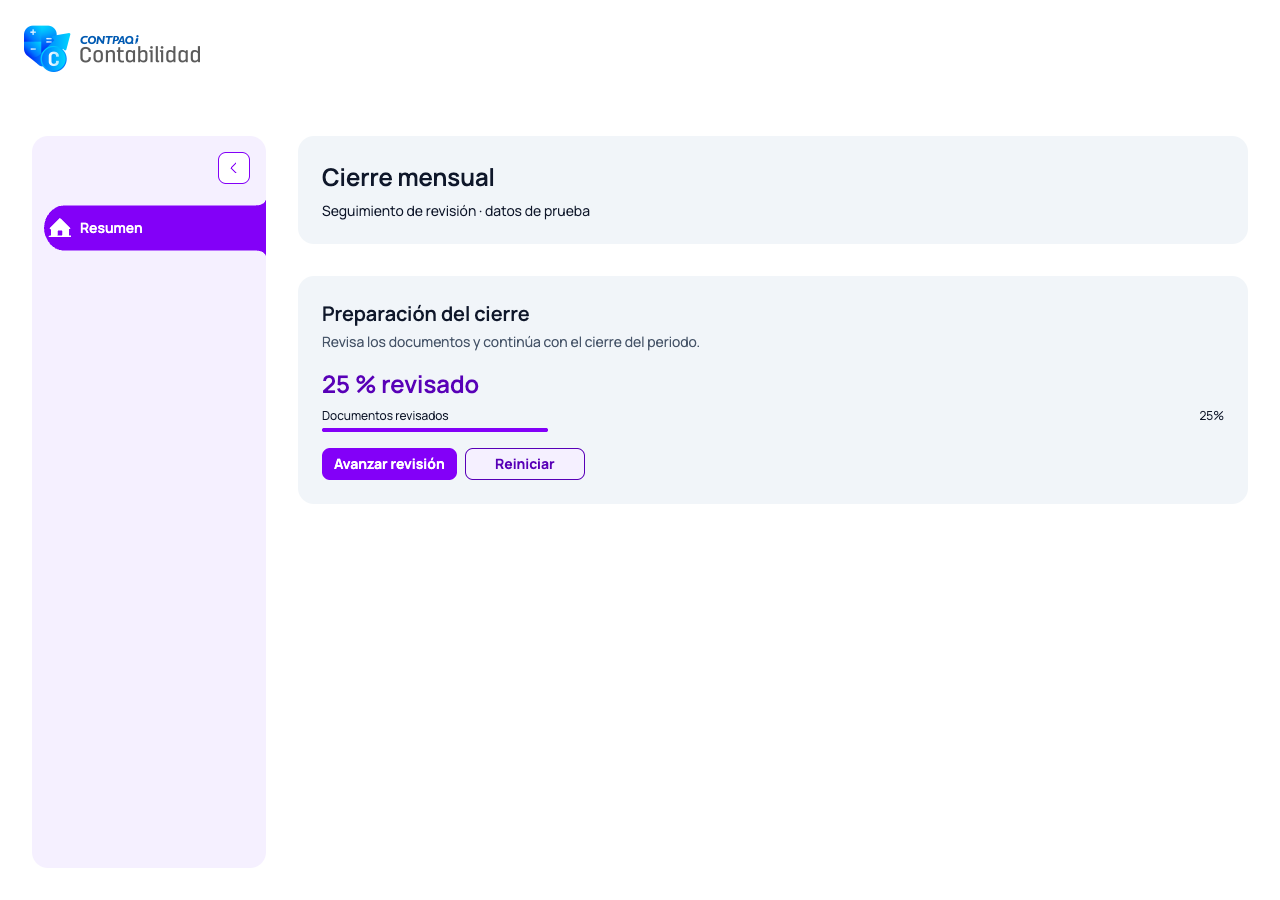 CONTPAQi
Contabilidad
Resumen
Cierre mensual
Seguimiento de revisión · datos de prueba
Preparación del cierre
Revisa los documentos y continúa con el cierre del periodo.
25 % revisado
Documentos revisados 25%
Avanzar revisión Reiniciar